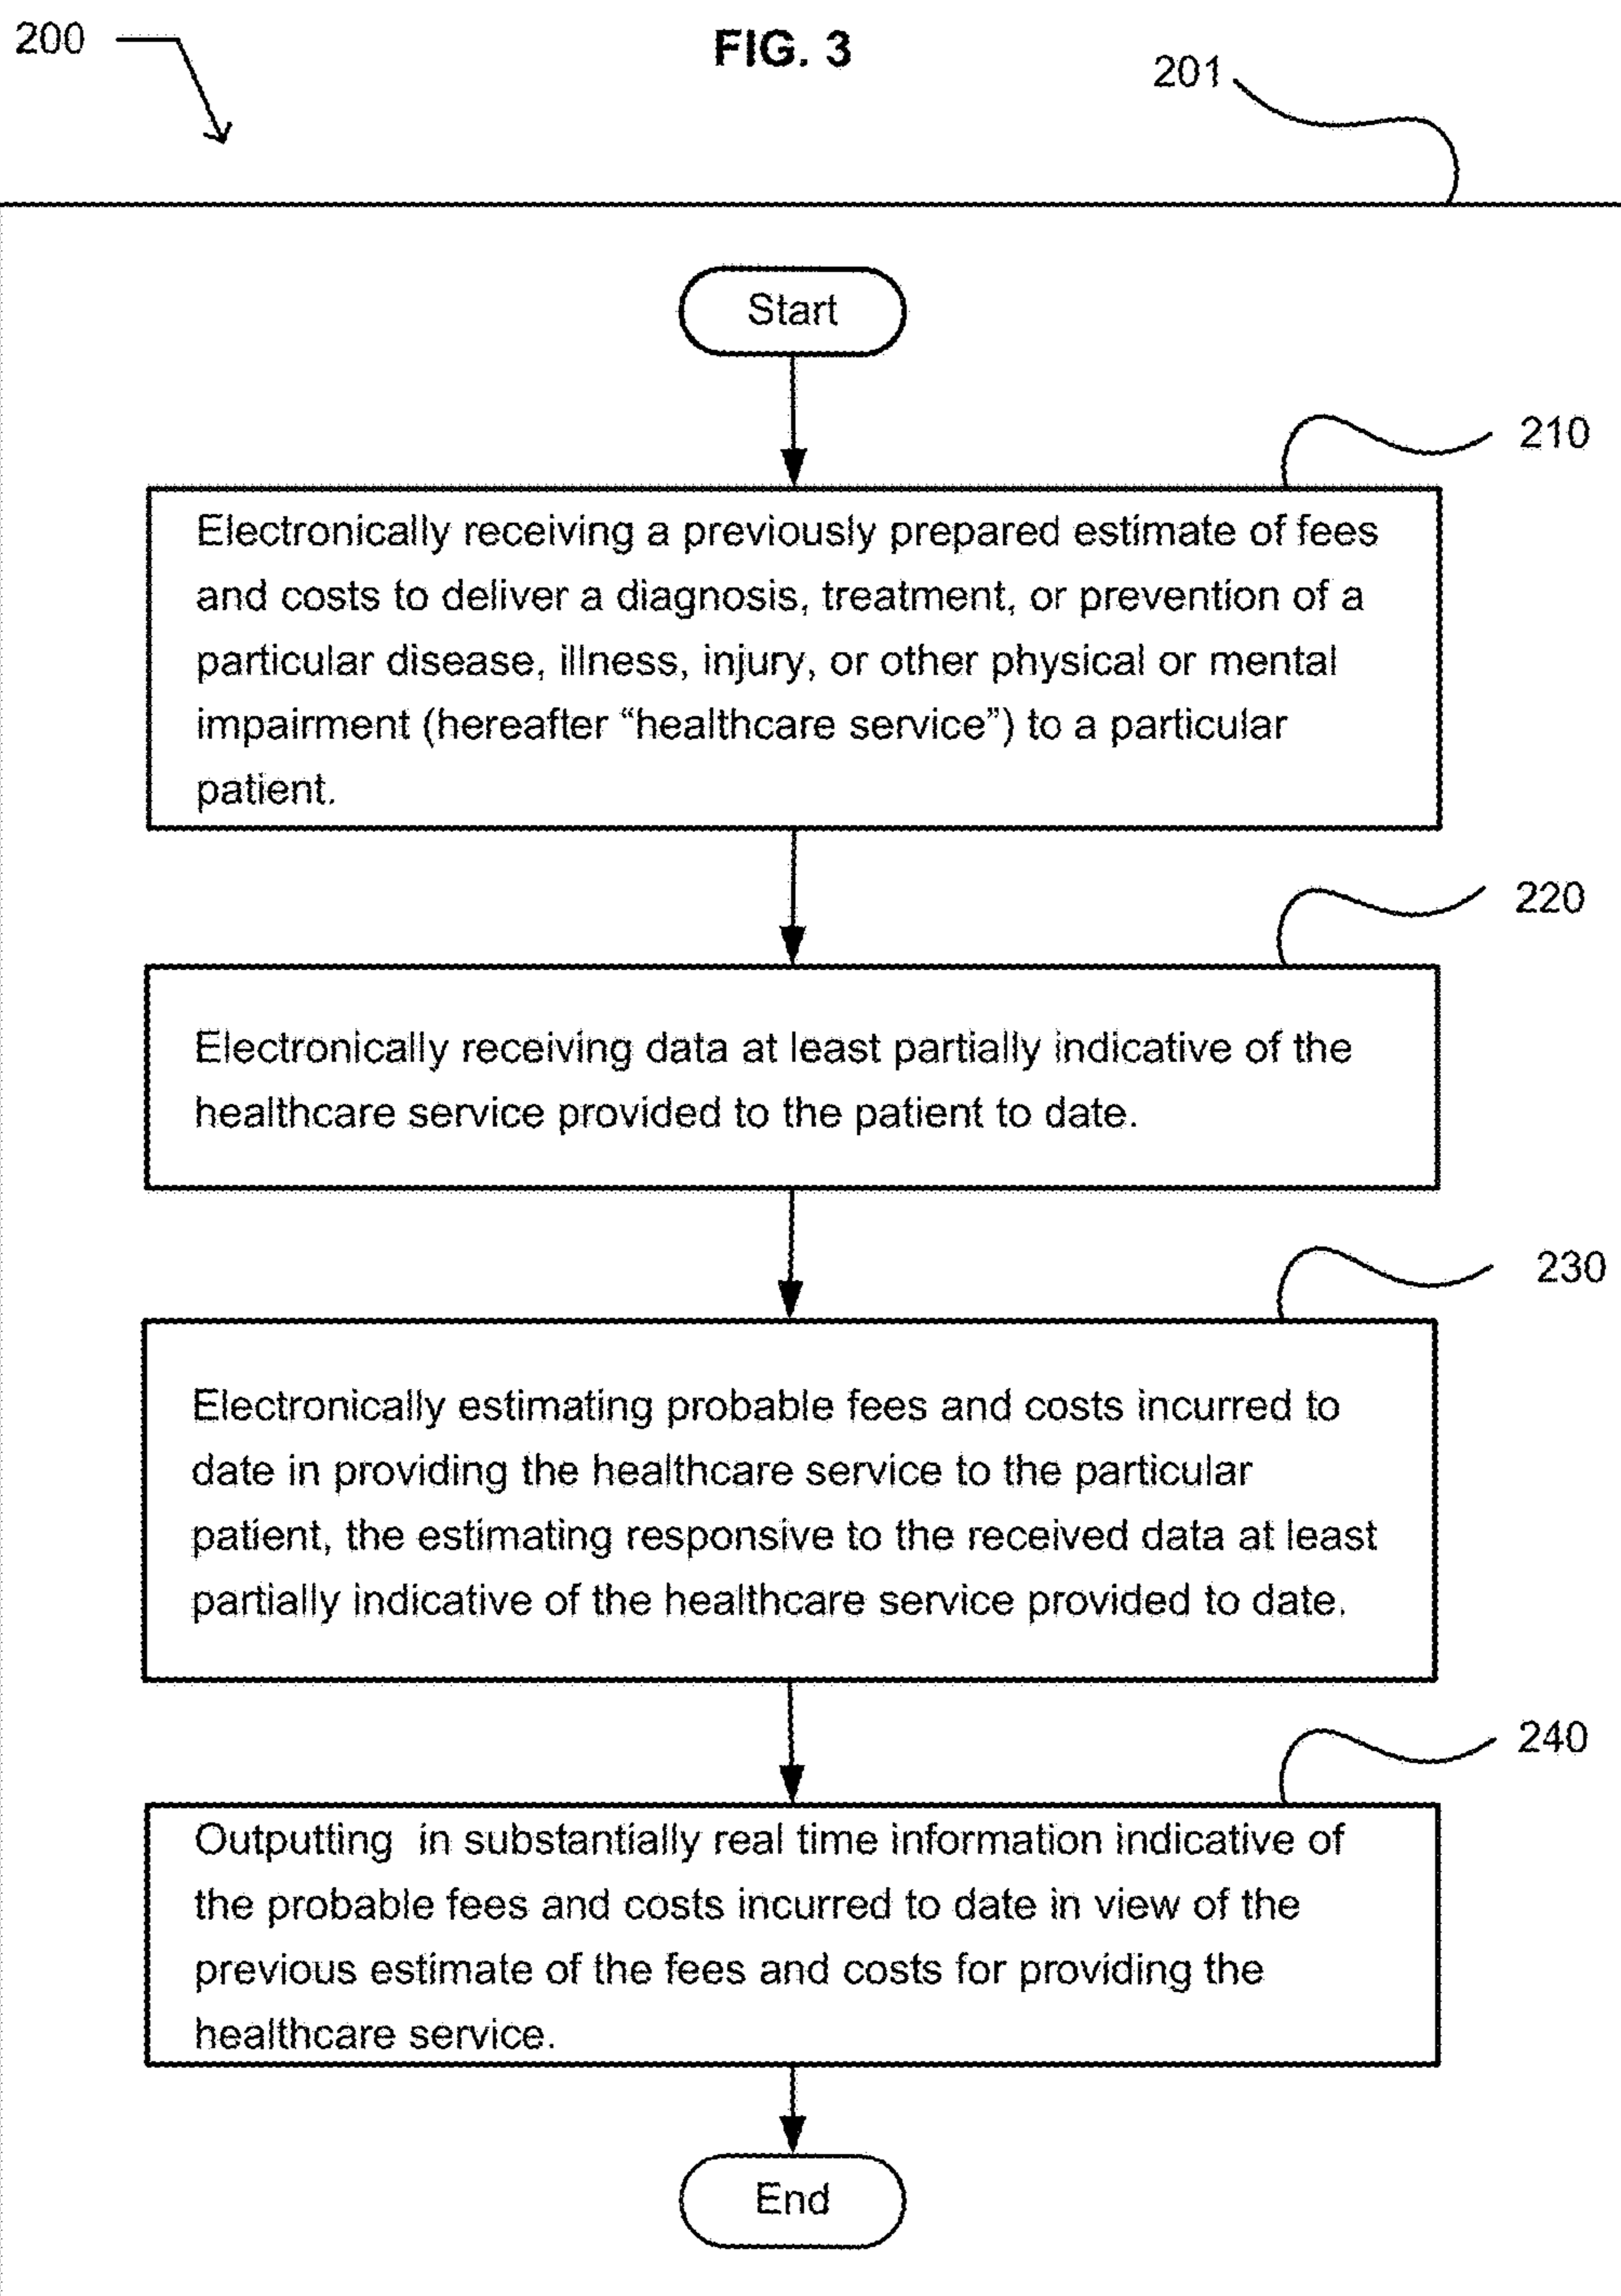 200
FIG. 3
201
Start
210
Electronically receiving a previously prepared estimate of fees
and costs to deliver a diagnosis, treatment, or prevention of a
particular disease, illness, injury, or other physical or mental
impairment (hereafter “healthcare service”) to a particular
patient.
220
Electronically receiving data at least partially indicative of the
healthcare service provided to the patient to date.
230
Electronically estimating probable fees and costs incurred to
date in providing the healthcare service to the particular
patient, the estimating responsive to the received data at least
partially indicative of the healthcare service provided to date.
240
Outputting in substantially real time information indicative of
the probable fees and costs incurred to date in view of the
previous estimate of the fees and costs for providing the
healthcare service.
End